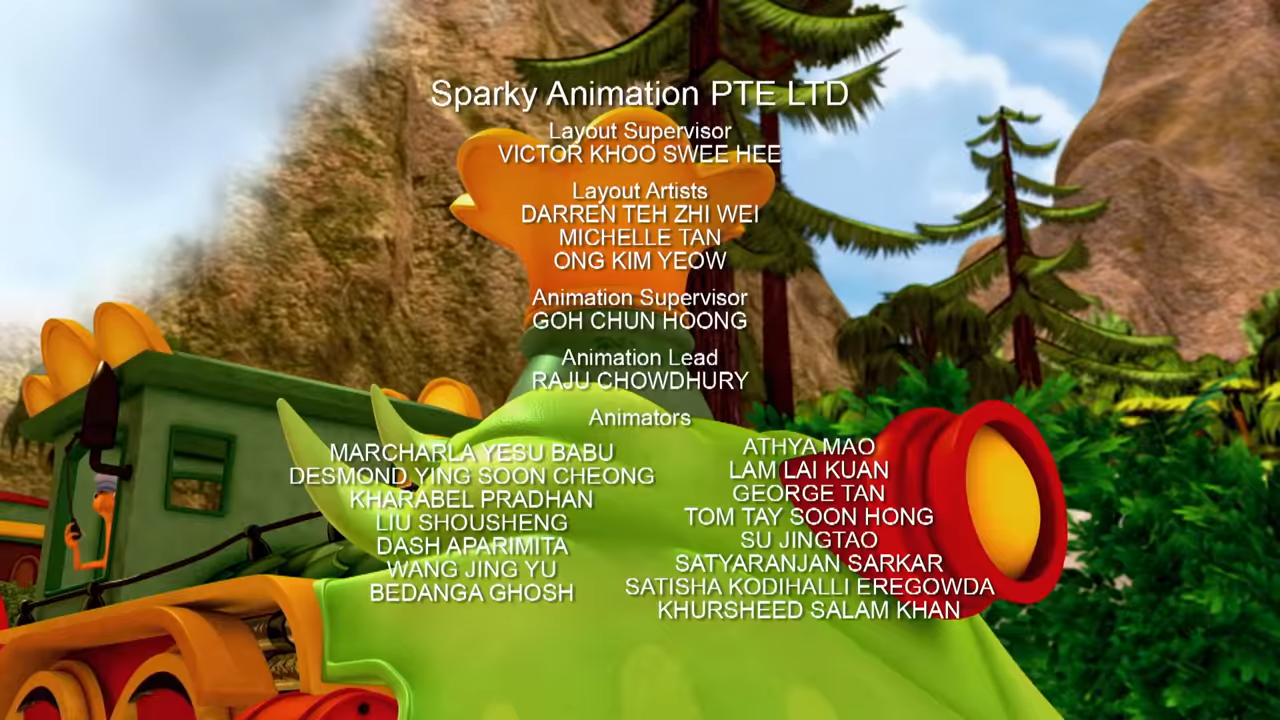 Sparky Animation PTE LTD
Layout Supervisor
VICTOR KHOO SWEE HEE
Layout Artists
DARREN TEH ZHI WEI
MICHELLE TAN
ONG KIM YEOW
Animation Supervisor
GOH CHUN HOONG
Animation Lead
RAJU CHOWDHURY
Animators
MARCHARLA YESU BABU
DESMOND YING SOON CHEONG
KHARABEL PRADHAN
LIU SHOUSHENG
DASH APARIMITA
WANG JING YU
BEDANGA GHOSH
ATHYA MAO
LAM LAI KUAN
GEORGE TAN
TOM TAY SOON HONG
SU JINGTAO
SATYARANJAN SARKAR
SATISHA KODIHALLI EREGOWDA
KHURSHEED SALAM KHAN